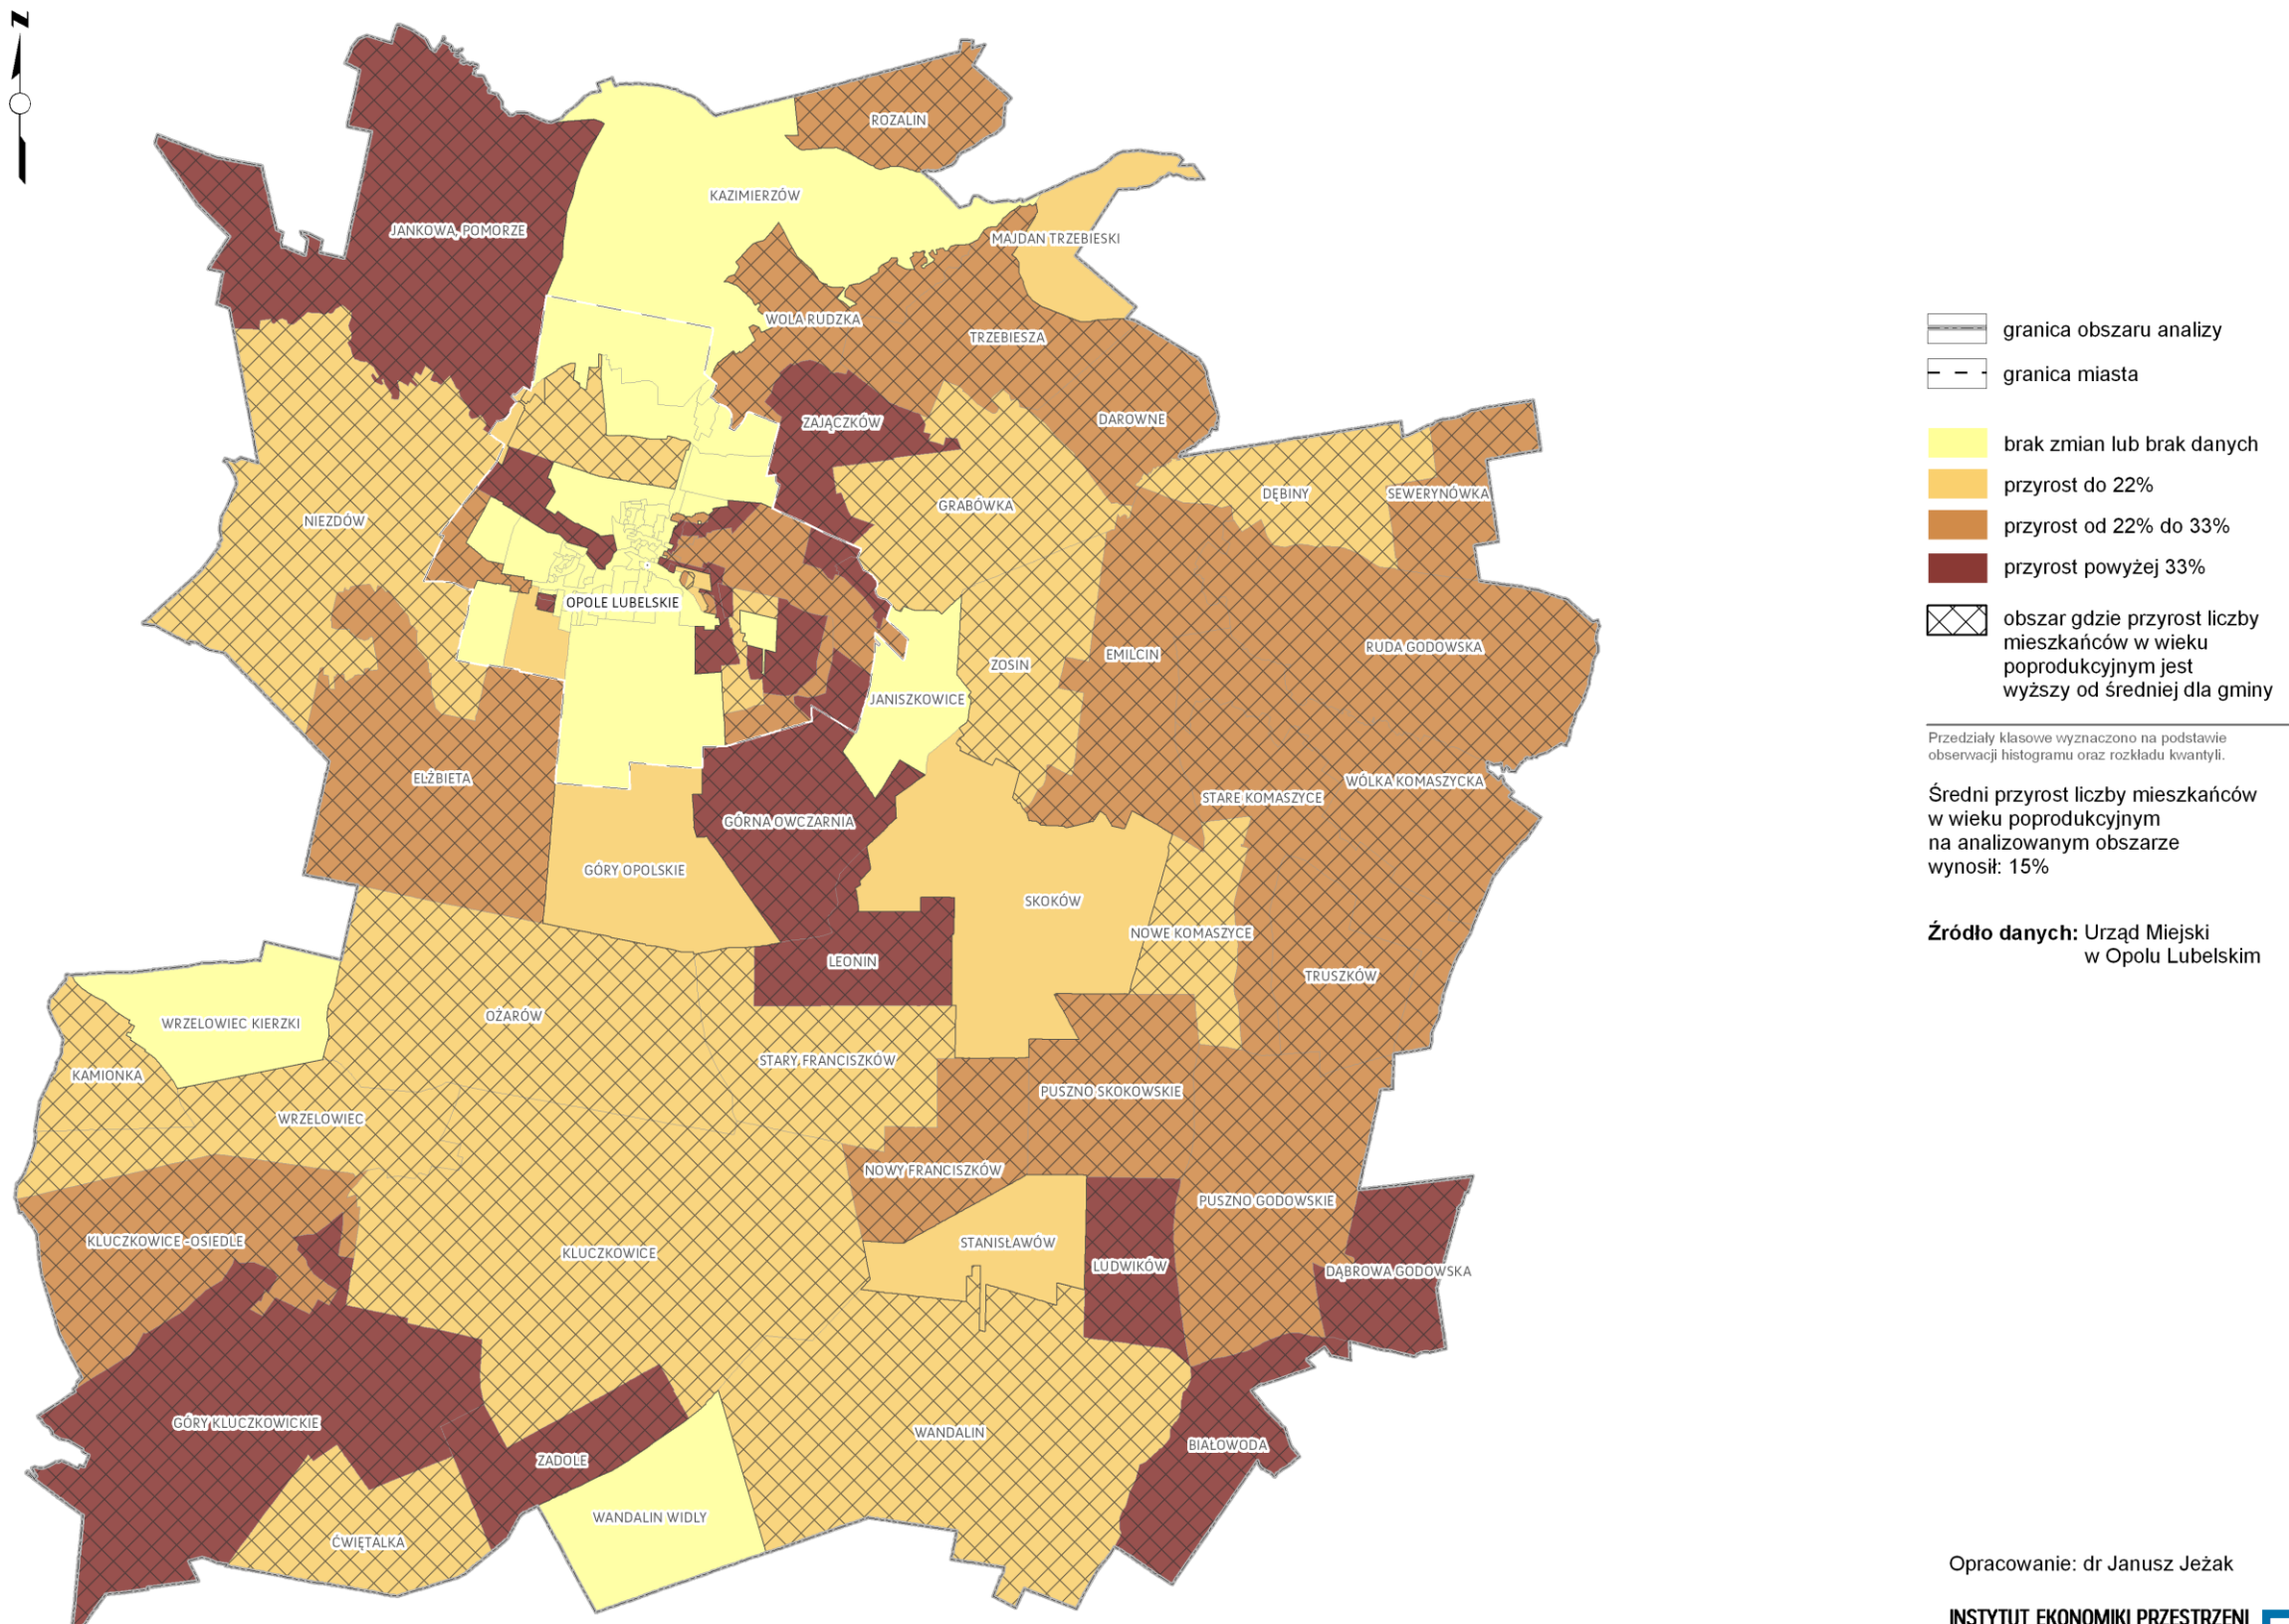 N
ROZALIN
KAZIMIERZÓW
JANKOWA, POMORZE
MAJDAN TRZEBIESKI
WOLA RUDZKA
TRZEBIESZA
ZAJĄCZKÓW
DAROWNE
DĘBINY
SEWERYNÓWKA
GRABÓWKA
NIEZDÓW
OPOLE LUBELSKIE
RUDA GODOWSKA
EMILCIN
ZOSIN
JANISZKOWICE
ELŻBIETA
WÓLKA KOMASZYCKA
STARE KOMASZYCE
GÓRNA OWCZARNIA
GÓRY OPOLSKIE
SKOKÓW
NOWE KOMASZYCE
LEONIN
TRUSZKÓW
OŻARÓW
WRZELOWIEC KIERZKI
STARY FRANCISZKÓW
KAMIONKA
PUSZNO SKOKOWSKIE
WRZELOWIEC
NOWY FRANCISZKÓW
PUSZNO GODOWSKIE
KLUCZKOWICE -OSIEDLE
STANISŁAWÓW
KLUCZKOWICE
LUDWIKÓW
DĄBROWA GODOWSKA
GÓRY KLUCZKOWICKIE
WANDALIN
BIAŁOWODA
ZADOLE
WANDALIN WIDLY
ĆWIĘTALKA
granica obszaru analizy
granica miasta
brak zmian lub brak danych
przyrost do 22%
przyrost od 22% do 33%
przyrost powyżej 33%
obszar gdzie przyrost liczby
mieszkańców w wieku
poprodukcyjnym jest
wyższy od średniej dla gminy
Przedziały klasowe wyznaczono na podstawie
obserwacji histogramu oraz rozkładu kwantyli.
Średni przyrost liczby mieszkańców
w wieku poprodukcyjnym
na analizowanym obszarze
wynosił: 15%
Źródło danych: Urząd Miejski
w Opolu Lubelskim
Opracowanie: dr Janusz Jeżak
INSTYTUT EKONOMIKI PRZESTRZENI